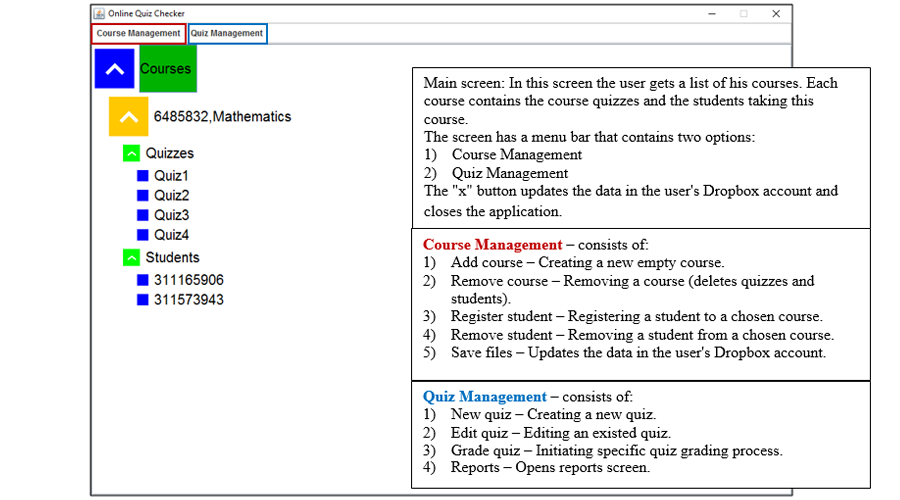 Online Quiz Checker
Course Management
Quiz Management
Courses
6485832,Mathematics
Quizzes
Quiz1
Quiz2
Quiz3
Quiz4
Students
311165906
311573943
Main screen: In this screen the user gets a list of his courses. Each
course contains the course quizzes and the students taking this
course.
The screen has a menu bar that contains two options:
1) Course Management
2) Quiz Management
The "x" button updates the data in the user's Dropbox account and
closes the application.
Course Management – consists of:
1) Add course – Creating a new empty course.
2) Remove course – Removing a course (deletes quizzes and
students).
3) Register student – Registering a student to a chosen course.
4) Remove student – Removing a student from a chosen course.
5) Save files – Updates the data in the user's Dropbox account.
Quiz Management – consists of:
1) New quiz – Creating a new quiz.
2) Edit quiz – Editing an existed quiz.
3) Grade quiz – Initiating specific quiz grading process.
4) Reports – Opens reports screen.